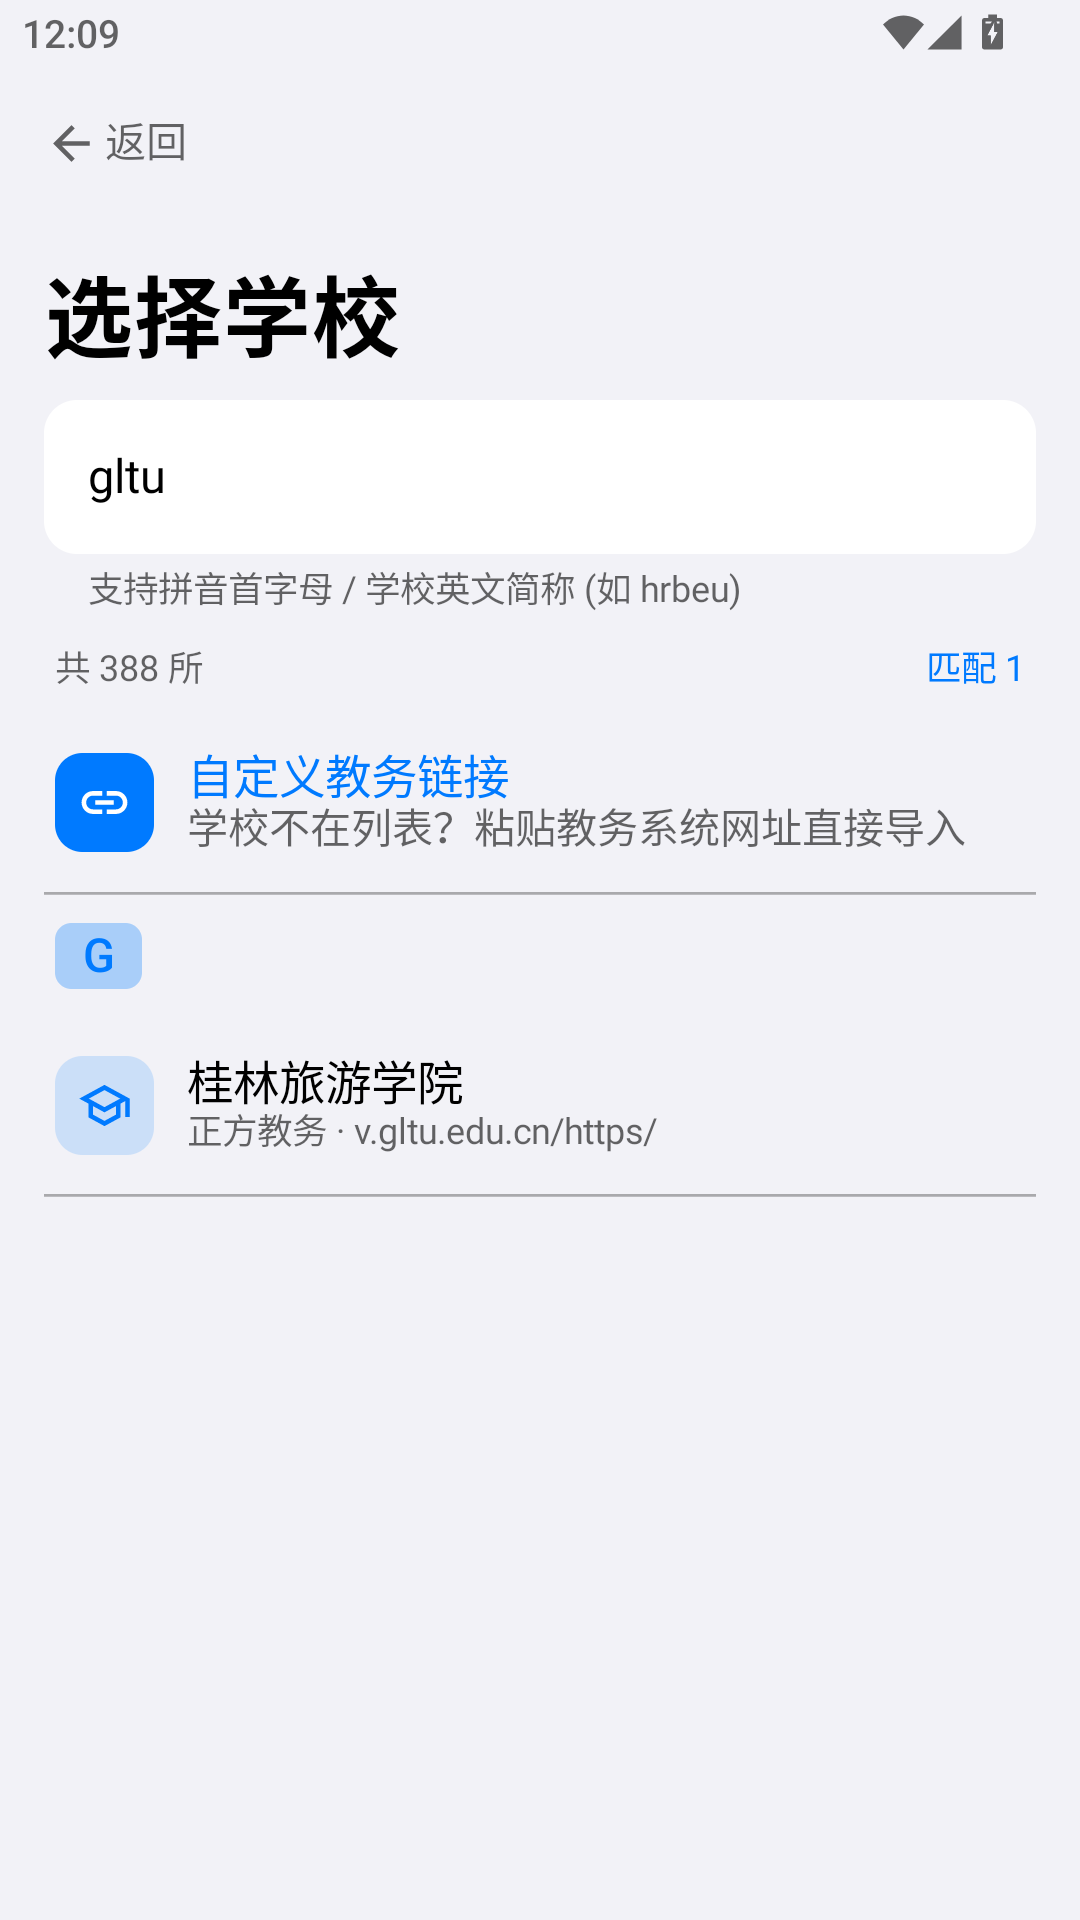 12:09
返回
选择学校
gltu
支持拼音首字母 / 学校英文简称 (如 hrbeu)
共 388 所
匹配 1
自定义教务链接
学校不在列表？粘贴教务系统网址直接导入
G
桂林旅游学院
正方教务 · v.gltu.edu.cn/https/